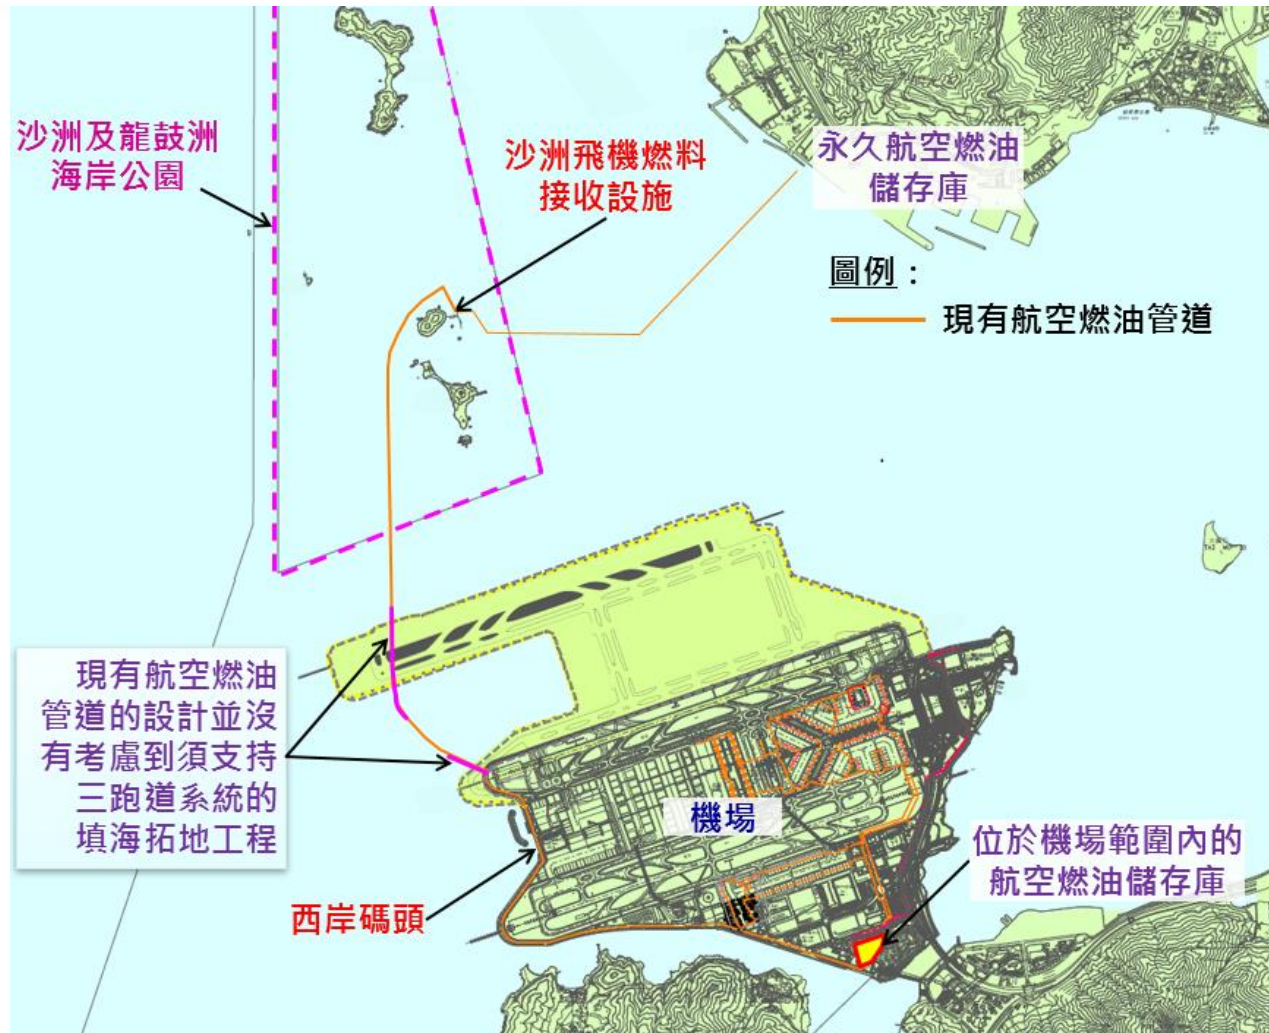 沙洲及龍鼓洲
海岸公園
沙洲飛機燃料
接收設施
永久航空燃油
儲存庫
圖例：
現有航空燃油管道
現有航空燃油
管道的設計並沒
有考慮到須支持
三跑道系統的
填海拓地工程
機場
西岸碼頭
位於機場範圍內的
航空燃油儲存庫